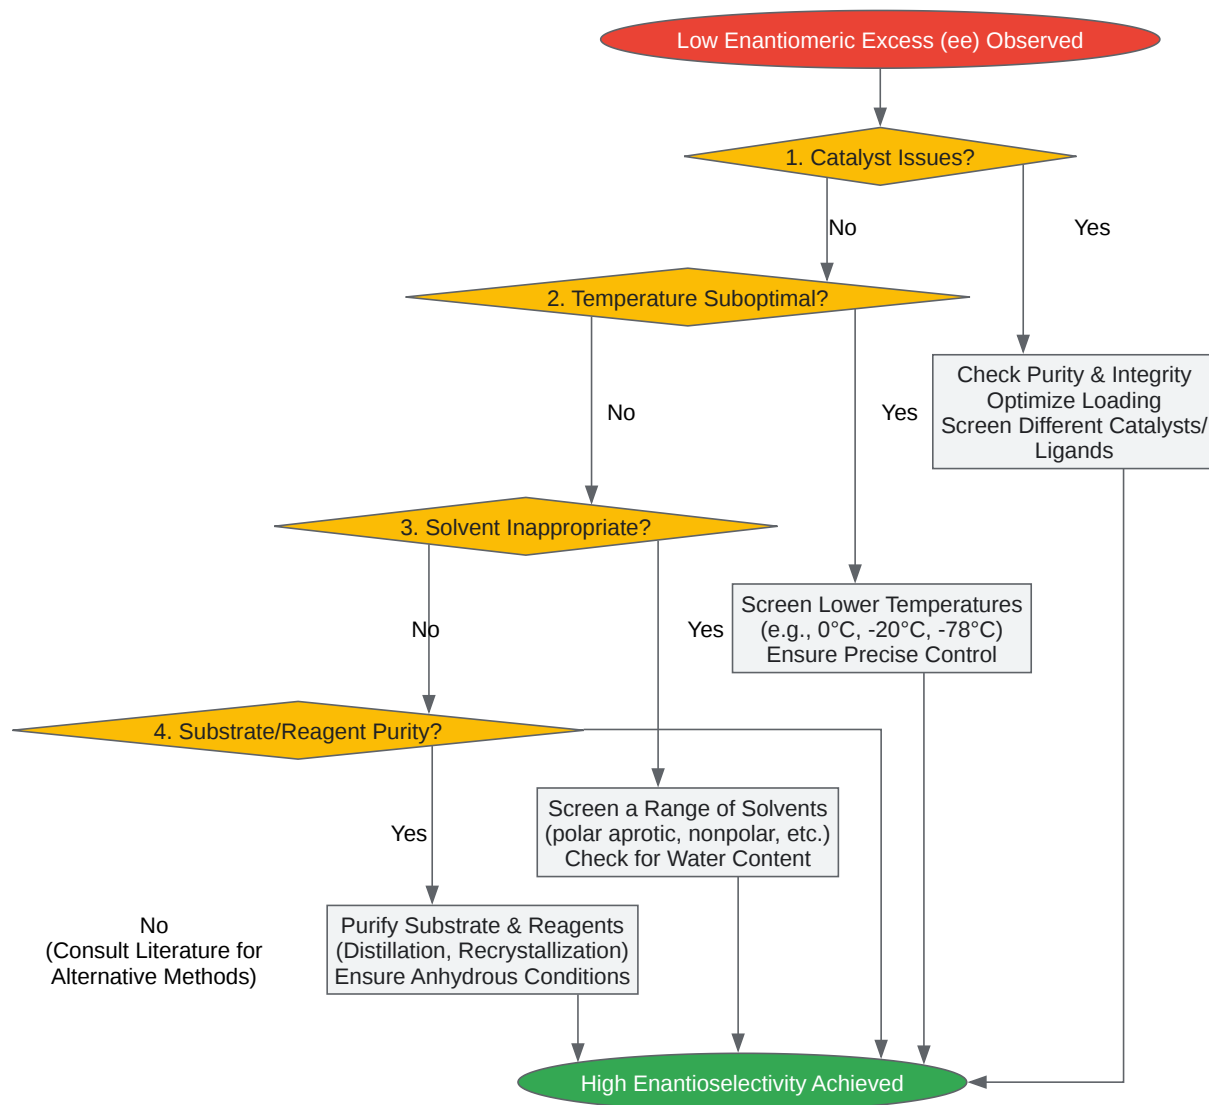 Low Enantiomeric Excess (ee) Observed
1. Catalyst Issues?
No
Yes
2. Temperature Suboptimal?
Check Purity & Integrity
Optimize Loading
Screen Different Catalysts/
Ligands
No
Yes
3. Solvent Inappropriate?
Screen Lower Temperatures
(e.g., 0°C, -20°C, -78°C)
Ensure Precise Control
No
Yes
4. Substrate/Reagent Purity?
Screen a Range of Solvents
(polar aprotic, nonpolar, etc.)
Check for Water Content
Yes
No
(Consult Literature for
Alternative Methods)
Purify Substrate & Reagents
(Distillation, Recrystallization)
Ensure Anhydrous Conditions
High Enantioselectivity Achieved